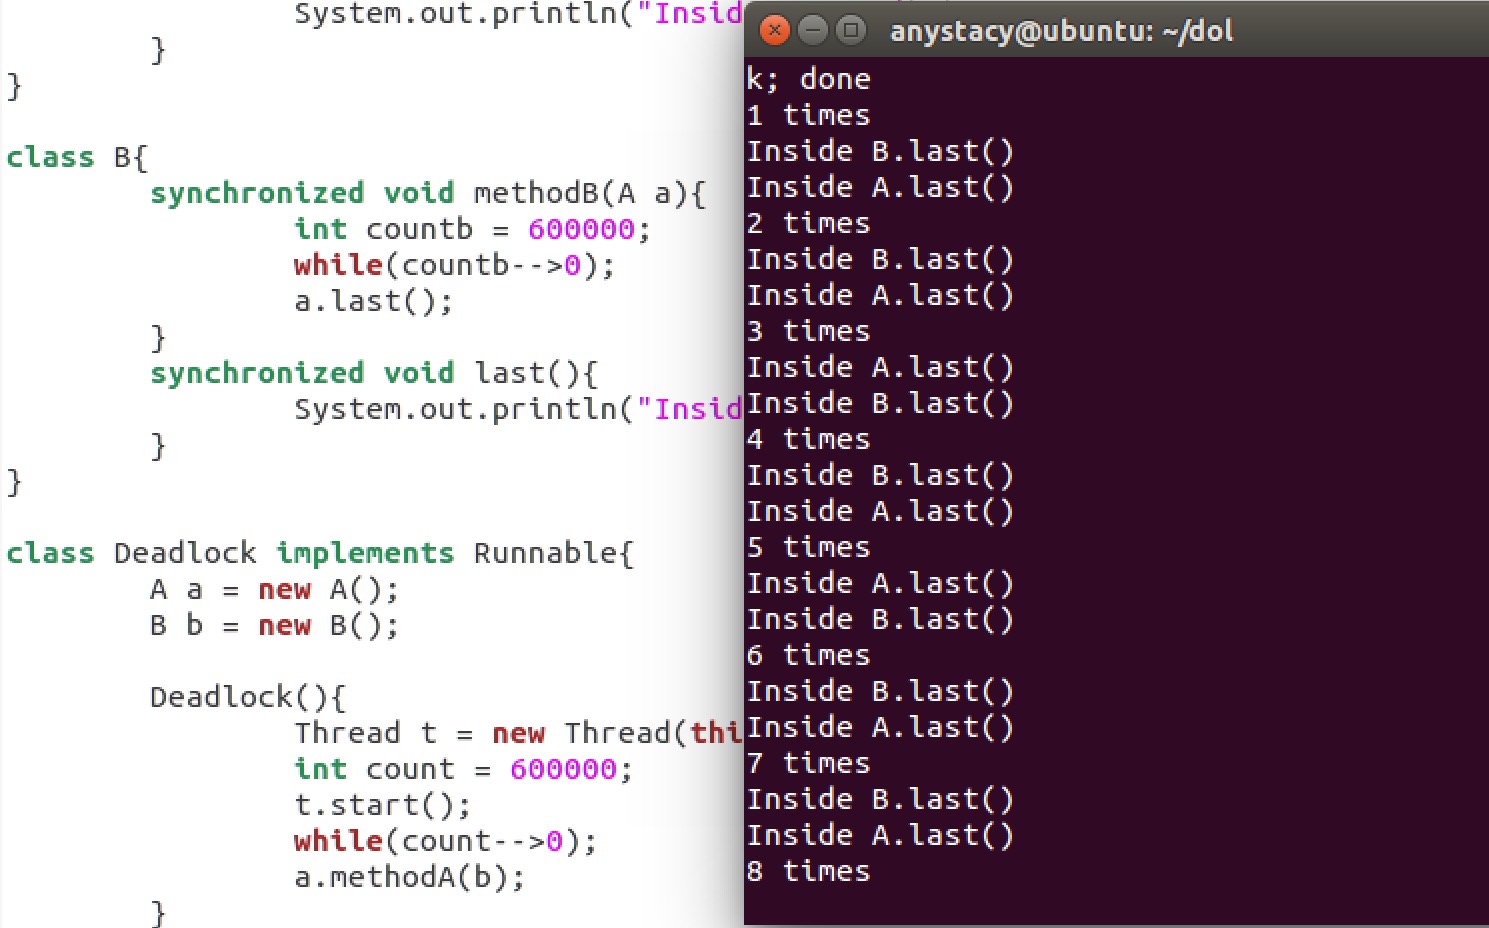 System.out.println("Insid
}
}
class B{
synchronized void methodB(A a){
int countb = 600000;
while(countb-->0);
a.last();
}
synchronized void last(){
System.out.println("Insid
}
}
class Deadlock implements Runnable{
A a = new A();
B b = new B();
Deadlock(){
Thread t = new Thread(thi
int count = 600000;
t.start();
while(count-->0);
a.methodA(b);
}
anystacy@ubuntu: ~/dol
k; done
1 times
Inside B.last()
Inside A.last()
2 times
Inside B.last()
Inside A.last()
3 times
Inside A.last()
Inside B.last()
4 times
Inside B.last()
Inside A.last()
5 times
Inside A.last()
Inside B.last()
6 times
Inside B.last()
Inside A.last()
7 times
Inside B.last()
Inside A.last()
8 times